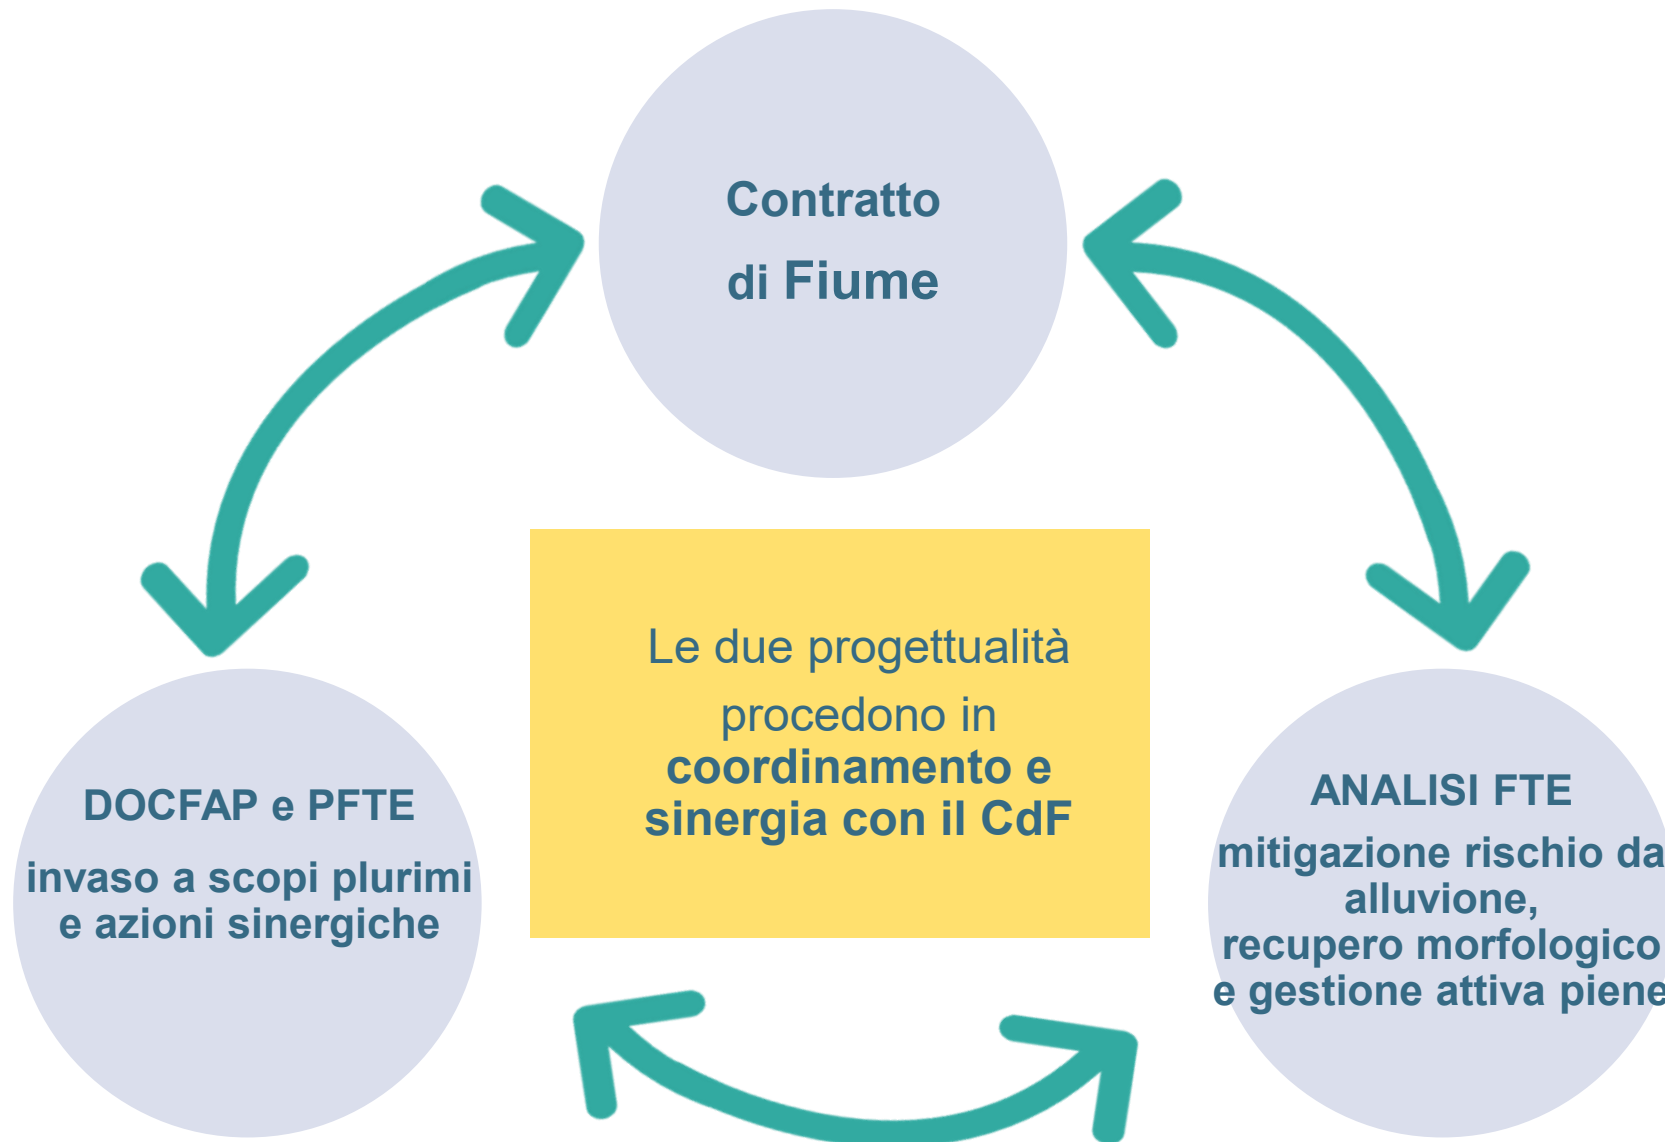 Contratto
di Fiume
Le due progettualità
procedono in
coordinamento e
sinergia con il CdF
DOCFAP e PFTE
invaso a scopi plurimi
e azioni sinergiche
ANALISI FTE
mitigazione rischio da
alluvione,
recupero morfologico
e gestione attiva piene